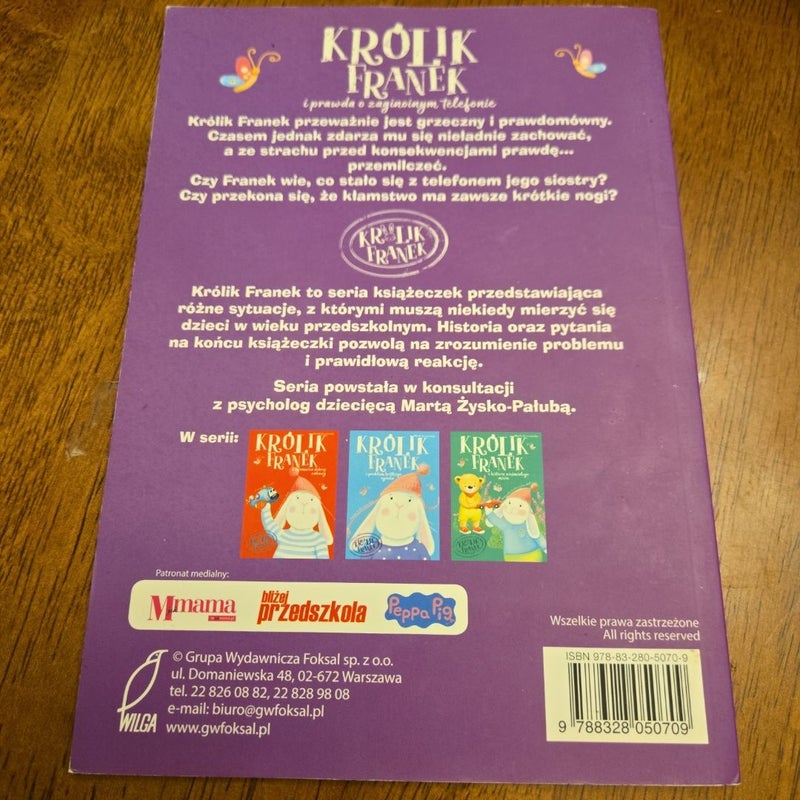 KRÓLIK
FRANEK
i prawda o zaginionym telefonie
Królik Franek przeważnie jest grzeczny i prawdomówny.
Czasem jednak zdarza mu się nieładnie zachować,
a ze strachu przed konsekwencjami prawdę...
przemilczeć.
Czy Franek wie, co stało się z telefonem jego siostry?
Czy przekona się, że kłamstwo ma zawsze krótkie nogi?
KRÓLIK
FRANEK
Królik Franek to seria książeczek przedstawiająca
różne sytuacje, z którymi muszą niekiedy mierzyć się
dzieci w wieku przedszkolnym. Historia oraz pytania
na końcu książeczki pozwolą na zrozumienie problemu
i prawidłową reakcję.
Seria powstała w konsultacji
z psycholog dziecięcą Martą Żysko-Pałubą.
W serii:
KRÓLIK
FRANEK
KRÓLIK
FRANEK
KRÓLIK
FRANEK
Patronat medialny:
Mmama
bliżej
przedszkola
Peppa Pig
Wszelkie prawa zastrzeżone
All rights reserved
© Grupa Wydawnicza Foksal sp. z o.o.
ul. Domaniewska 48, 02-672 Warszawa
tel. 22 826 08 82, 22 828 98 08
e-mail: biuro@gwfoksal.pl
www.gwfoksal.pl
WILGA
ISBN 978-83-280-5070-9
9 788328 050709